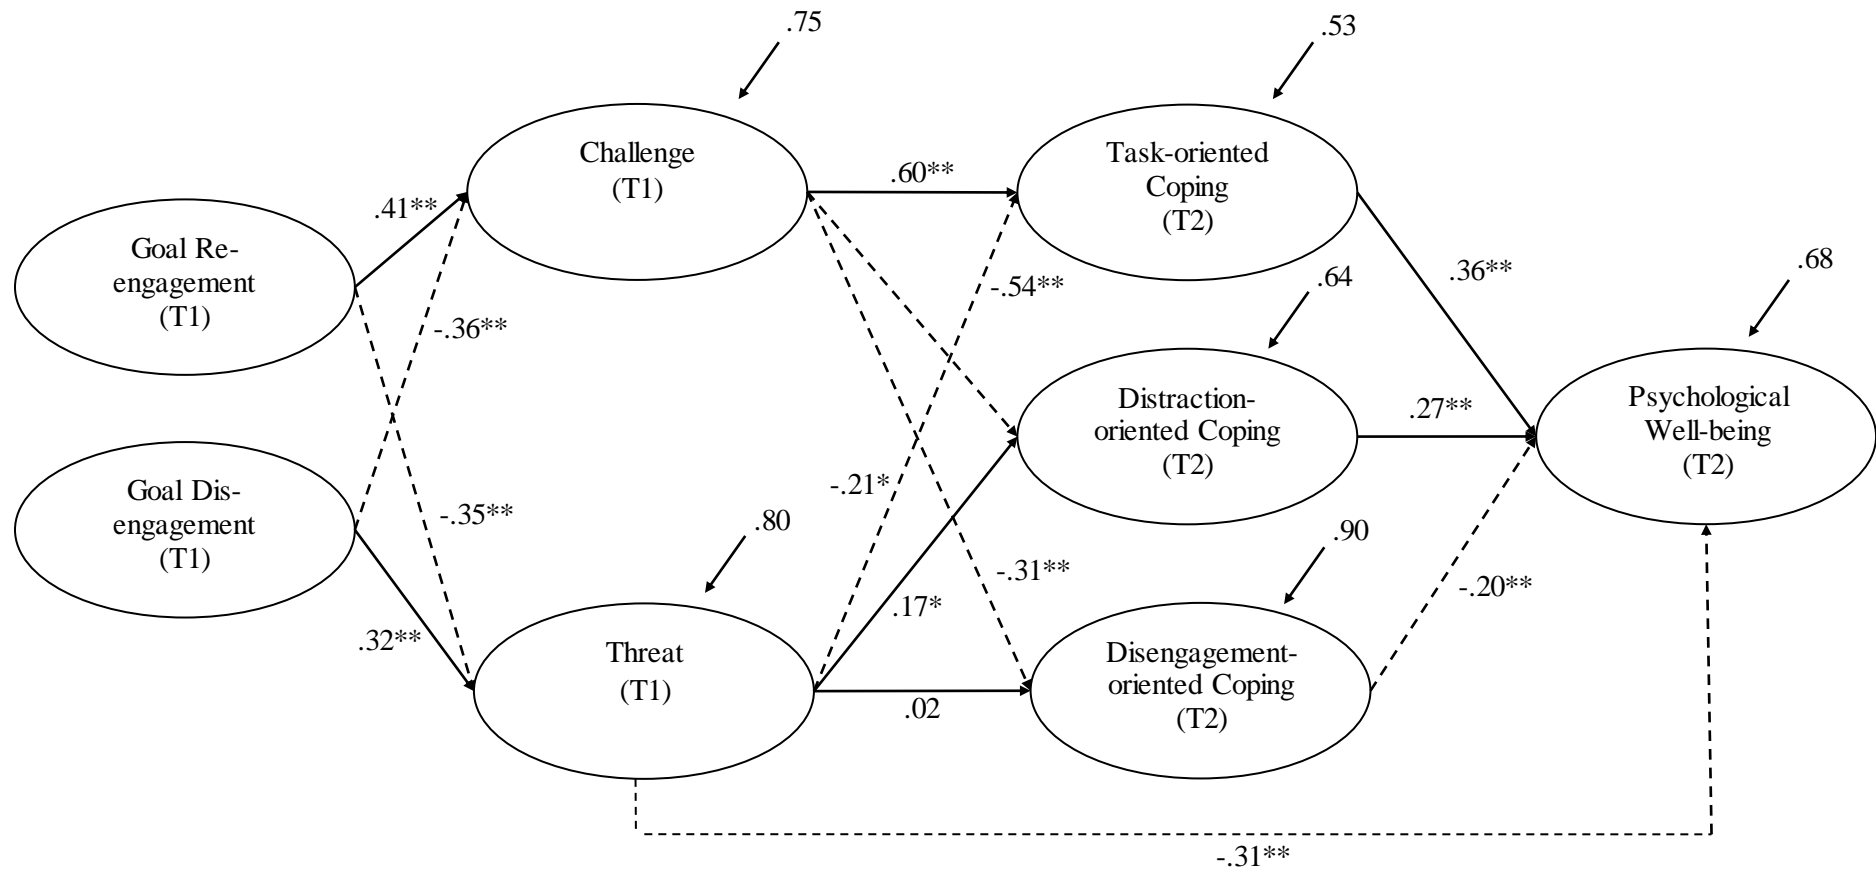 .75
.53
Challenge
(T1)
.60**
Task-oriented
Coping
(T2)
.41**
Goal Re-
engagement
(T1)
-.36**
-.54**
.64
.36**
.68
Distraction-
oriented Coping
(T2)
.27**
Psychological
Well-being
(T2)
Goal Dis-
engagement
(T1)
-.35**
-.21*
.80
.90
-.31**
.17*
-.20**
.32**
Threat
(T1)
.02
Disengagement-
oriented Coping
(T2)
-.31**